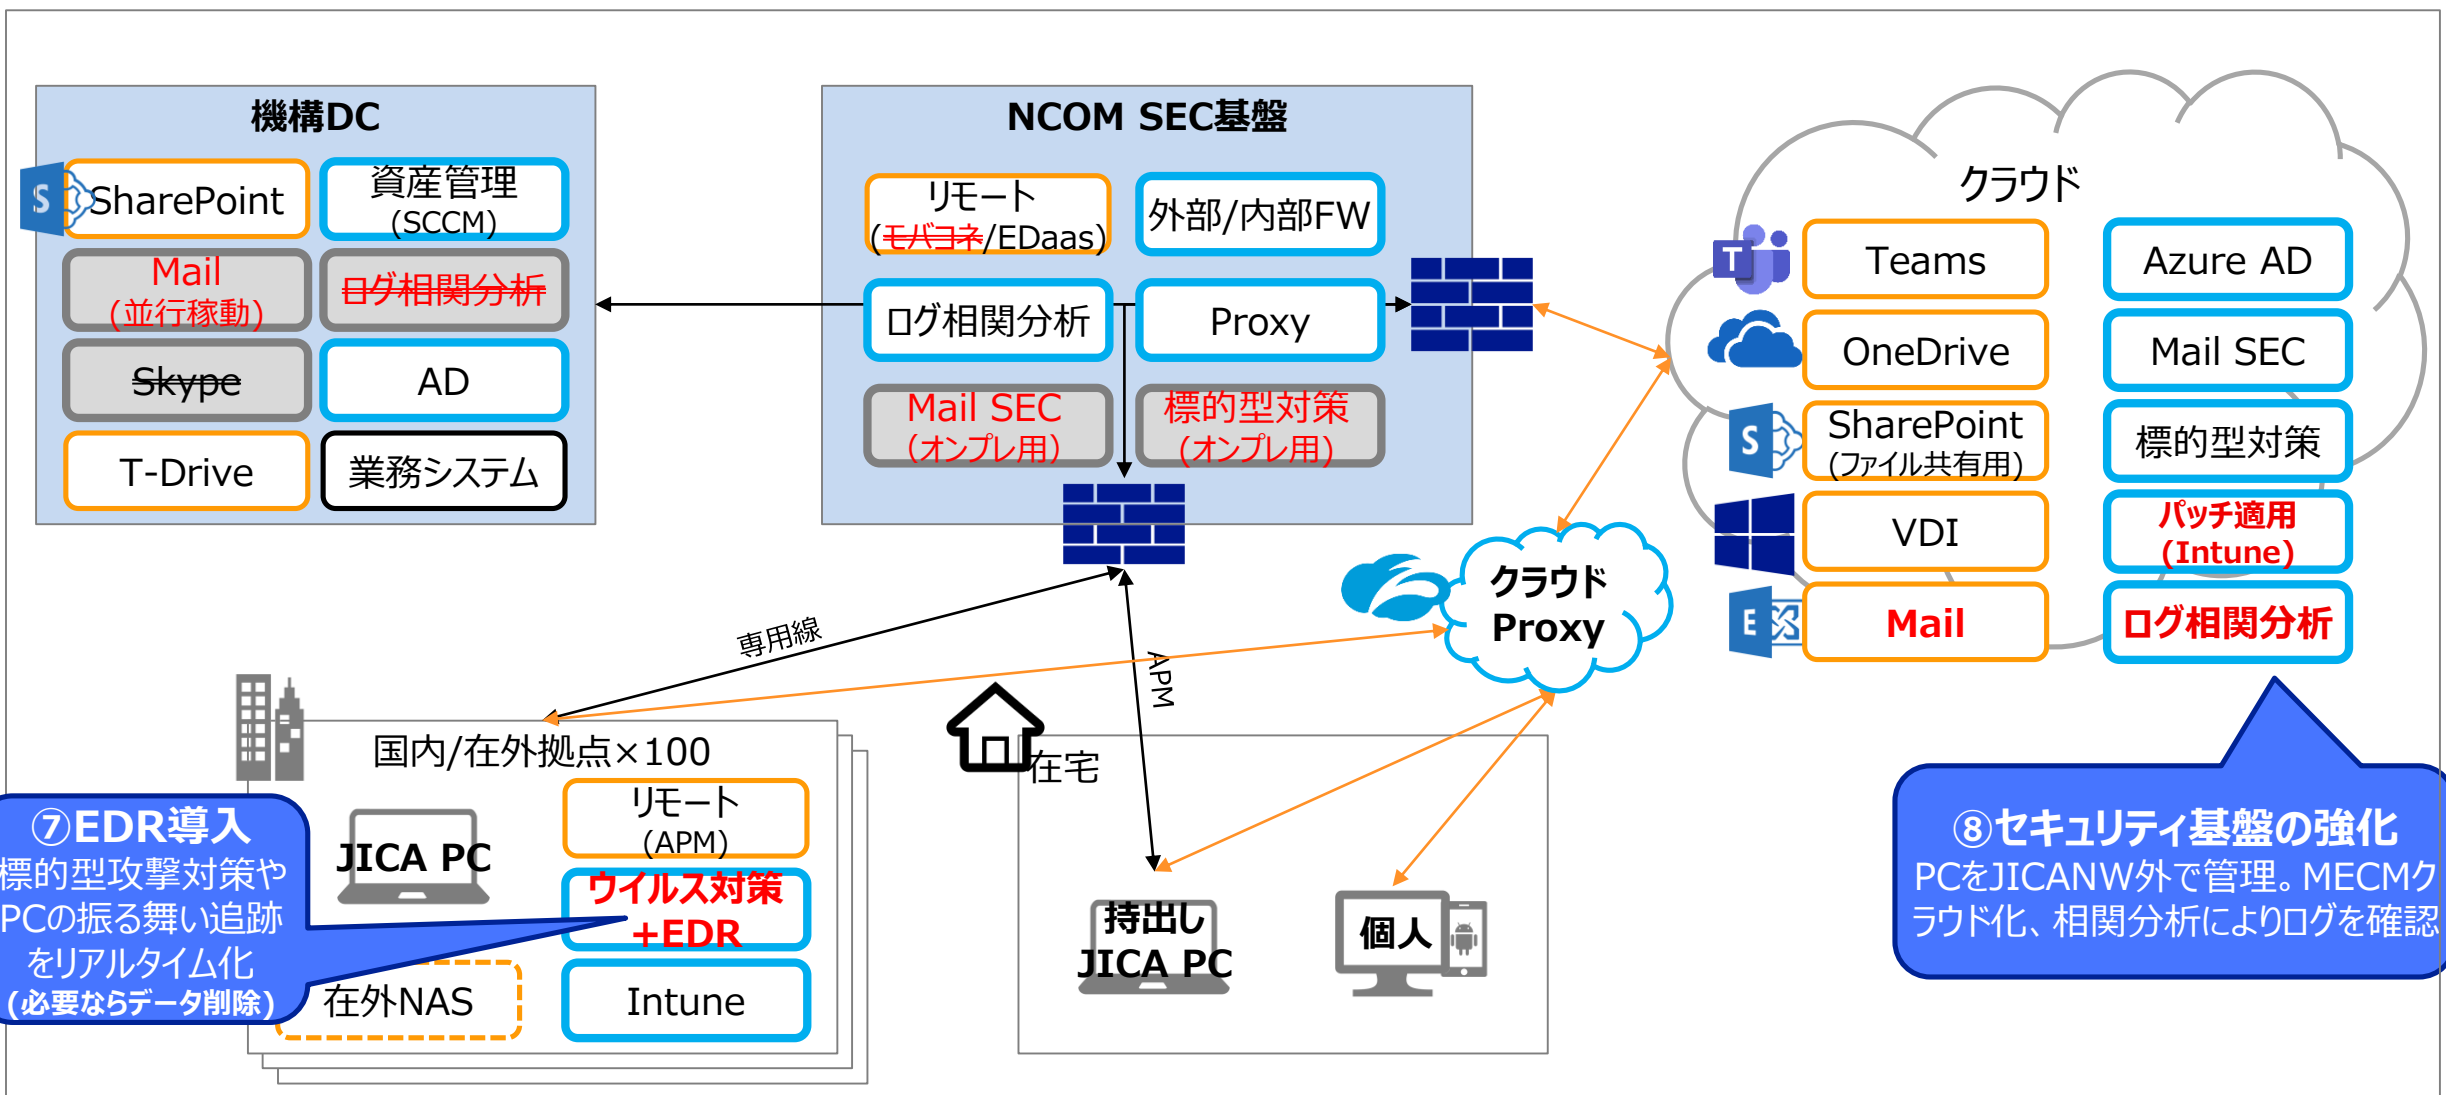 機構DC
SharePoint
資産管理
(SCCM)
Mail
(並行稼動)
ログ相関分析
Skype
AD
T-Drive
業務システム
NCOM SEC基盤
リモート
(モバコネ/EDaas)
外部/内部FW
ログ相関分析
Proxy
Mail SEC
(オンプレ用)
標的型対策
(オンプレ用)
クラウド
Teams
Azure AD
OneDrive
Mail SEC
SharePoint
(ファイル共有用)
標的型対策
VDI
パッチ適用
(Intune)
Mail
ログ相関分析
クラウド
Proxy
専用線
APM
国内/在外拠点×100
JICA PC
リモート
(APM)
ウイルス対策
+EDR
在外NAS
Intune
⑦EDR導入
標的型攻撃対策や
PCの振る舞い追跡
をリアルタイム化
(必要ならデータ削除)
在宅
持出し
JICA PC
個人
⑧セキュリティ基盤の強化
PCをJICANW外で管理。MECMク
ラウド化、相関分析によりログを確認